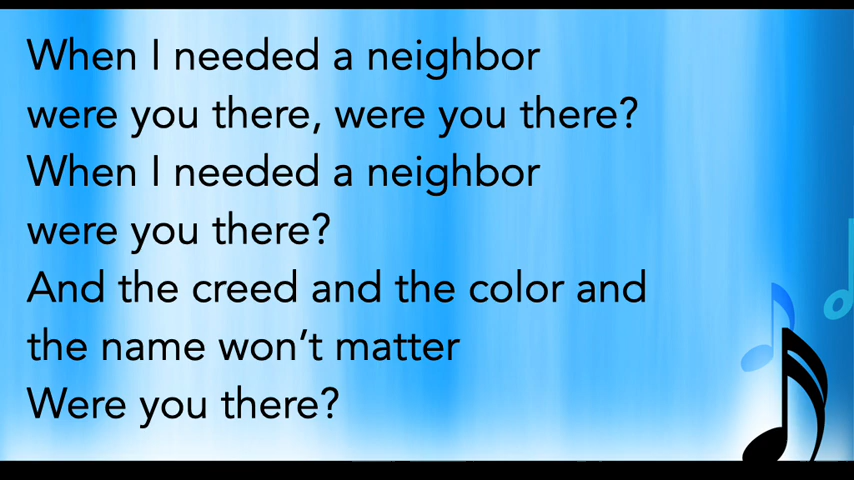 When I needed a neighbor
were you there, were you there?
When I needed a neighbor
were you there?
And the creed and the color and
the name won’t matter
Were you there?